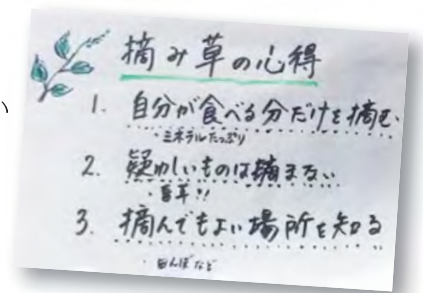 摘み草の心得
1. 自分が食べる分だけを摘む
・ミネラルたっぷり
2. 疑わしいものは摘まない
・毒草!!
3. 摘んでもよい場所を知る
・田んぼなど